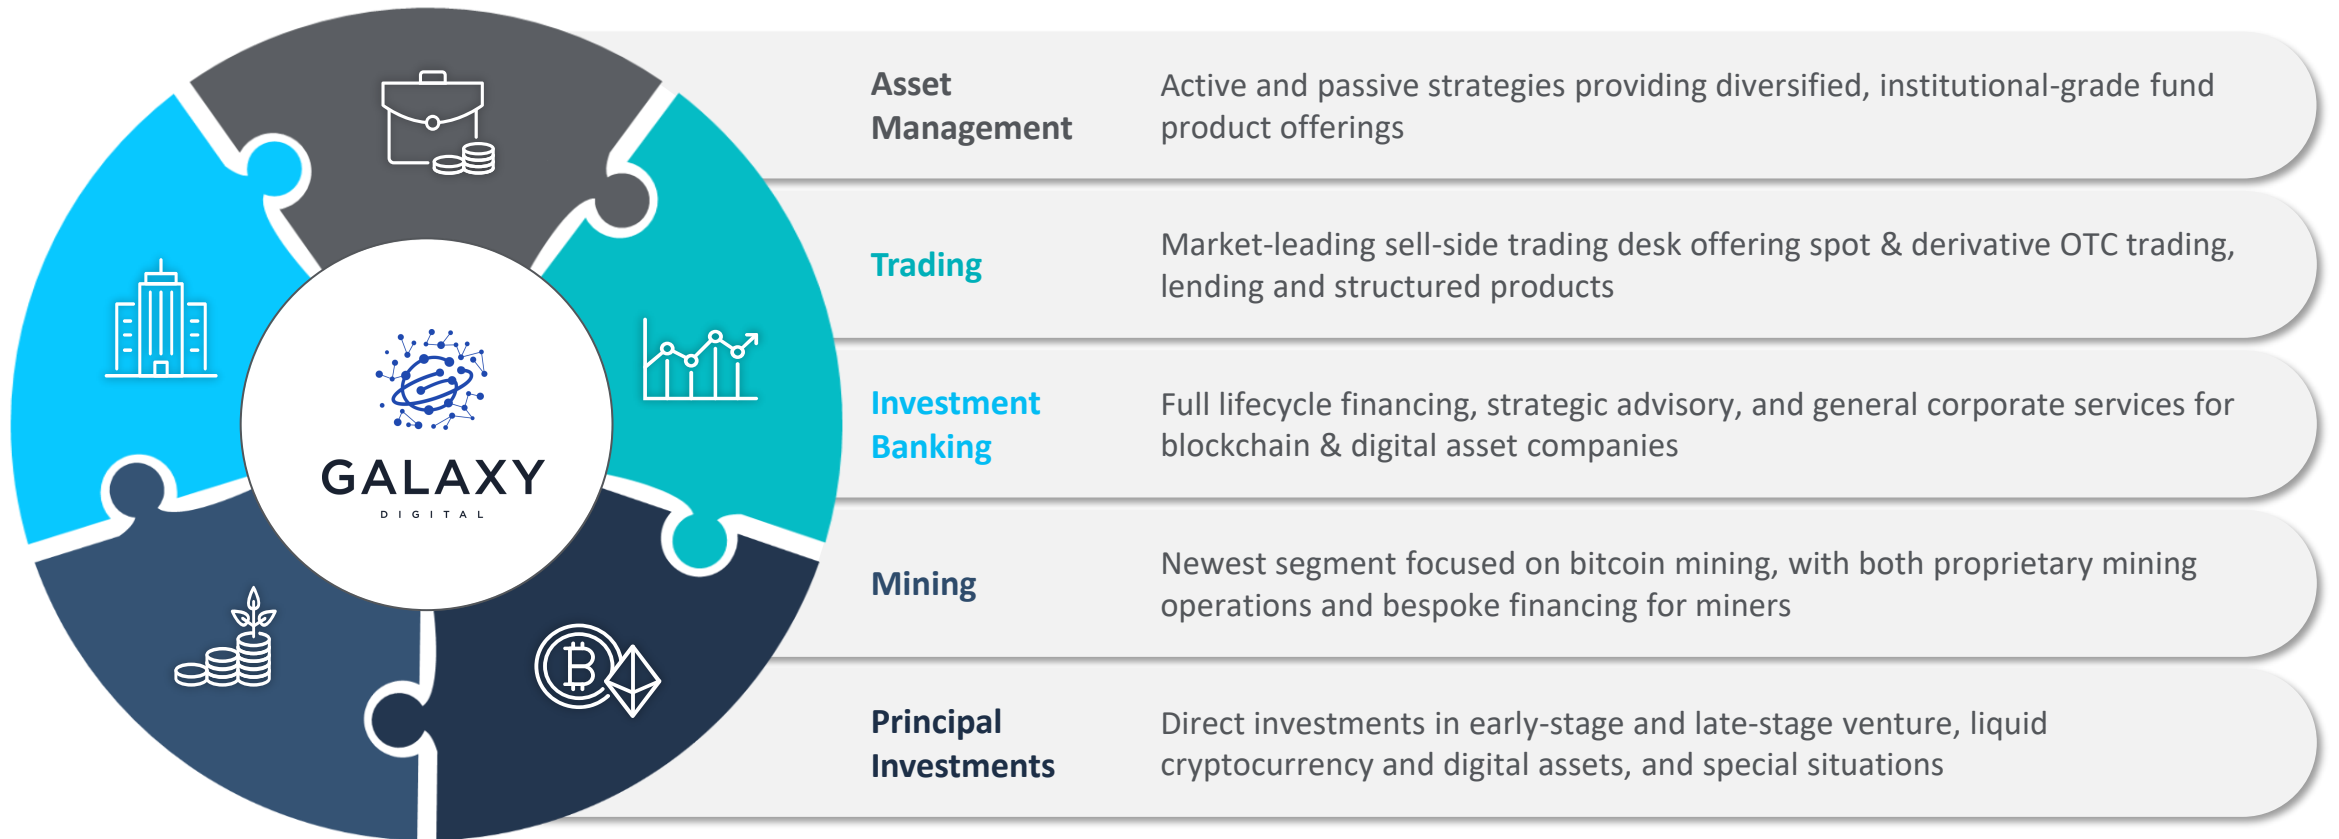 GALAXY
DIGITAL
Asset
Management
Active and passive strategies providing diversified, institutional-grade fund
product offerings
Trading
Market-leading sell-side trading desk offering spot & derivative OTC trading,
lending and structured products
Investment
Banking
Full lifecycle financing, strategic advisory, and general corporate services for
blockchain & digital asset companies
Mining
Newest segment focused on bitcoin mining, with both proprietary mining
operations and bespoke financing for miners
Principal
Investments
Direct investments in early-stage and late-stage venture, liquid
cryptocurrency and digital assets, and special situations